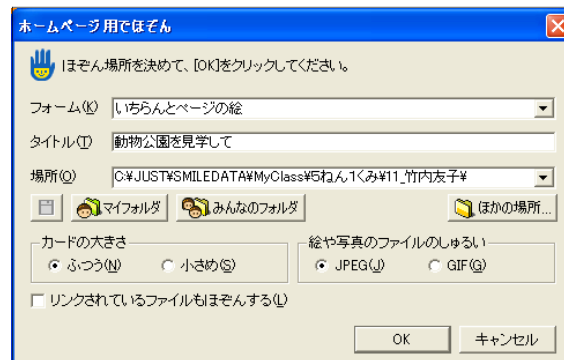 ホームページ用でほぞん
ほぞん場所を決めて、[OK]をクリックしてください。
フォーム(K) いちらんとページの絵
タイトル(T) 動物公園を見学して
場所(O) C:¥JUST¥SMILEDATA¥MyClass¥5ねん1くみ¥11_竹内友子¥
マイフォルダ みんなのフォルダ ほかの場所...
カードの大きさ 絵や写真のファイルのしゅるい
ふつう(N) 小さめ(S) JPEG(J) GIF(G)
リンクされているファイルもほぞんする(L)
OK キャンセル